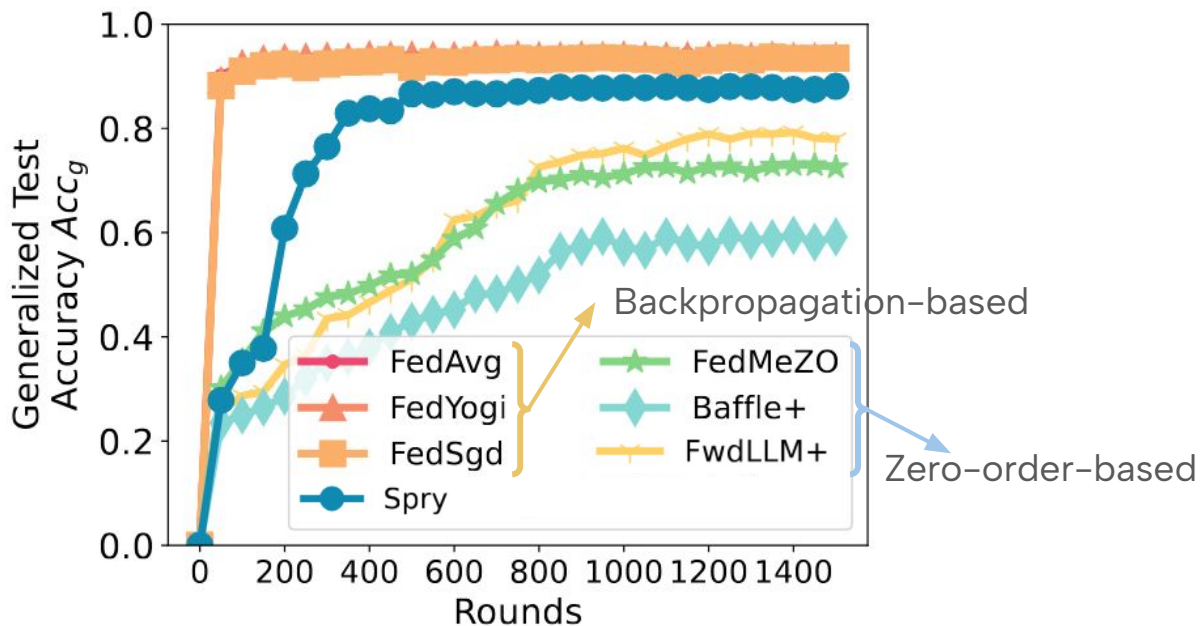 Generalized Test
Accuracy Acc_g
1.0
0.8
0.6
0.4
0.2
0.0
0 200 400 600 800 1000 1200 1400
Rounds
FedAvg
FedYogi
FedSgd
Spry
FedMeZO
Baffle+
FwdLLM+
Backpropagation-based
Zero-order-based